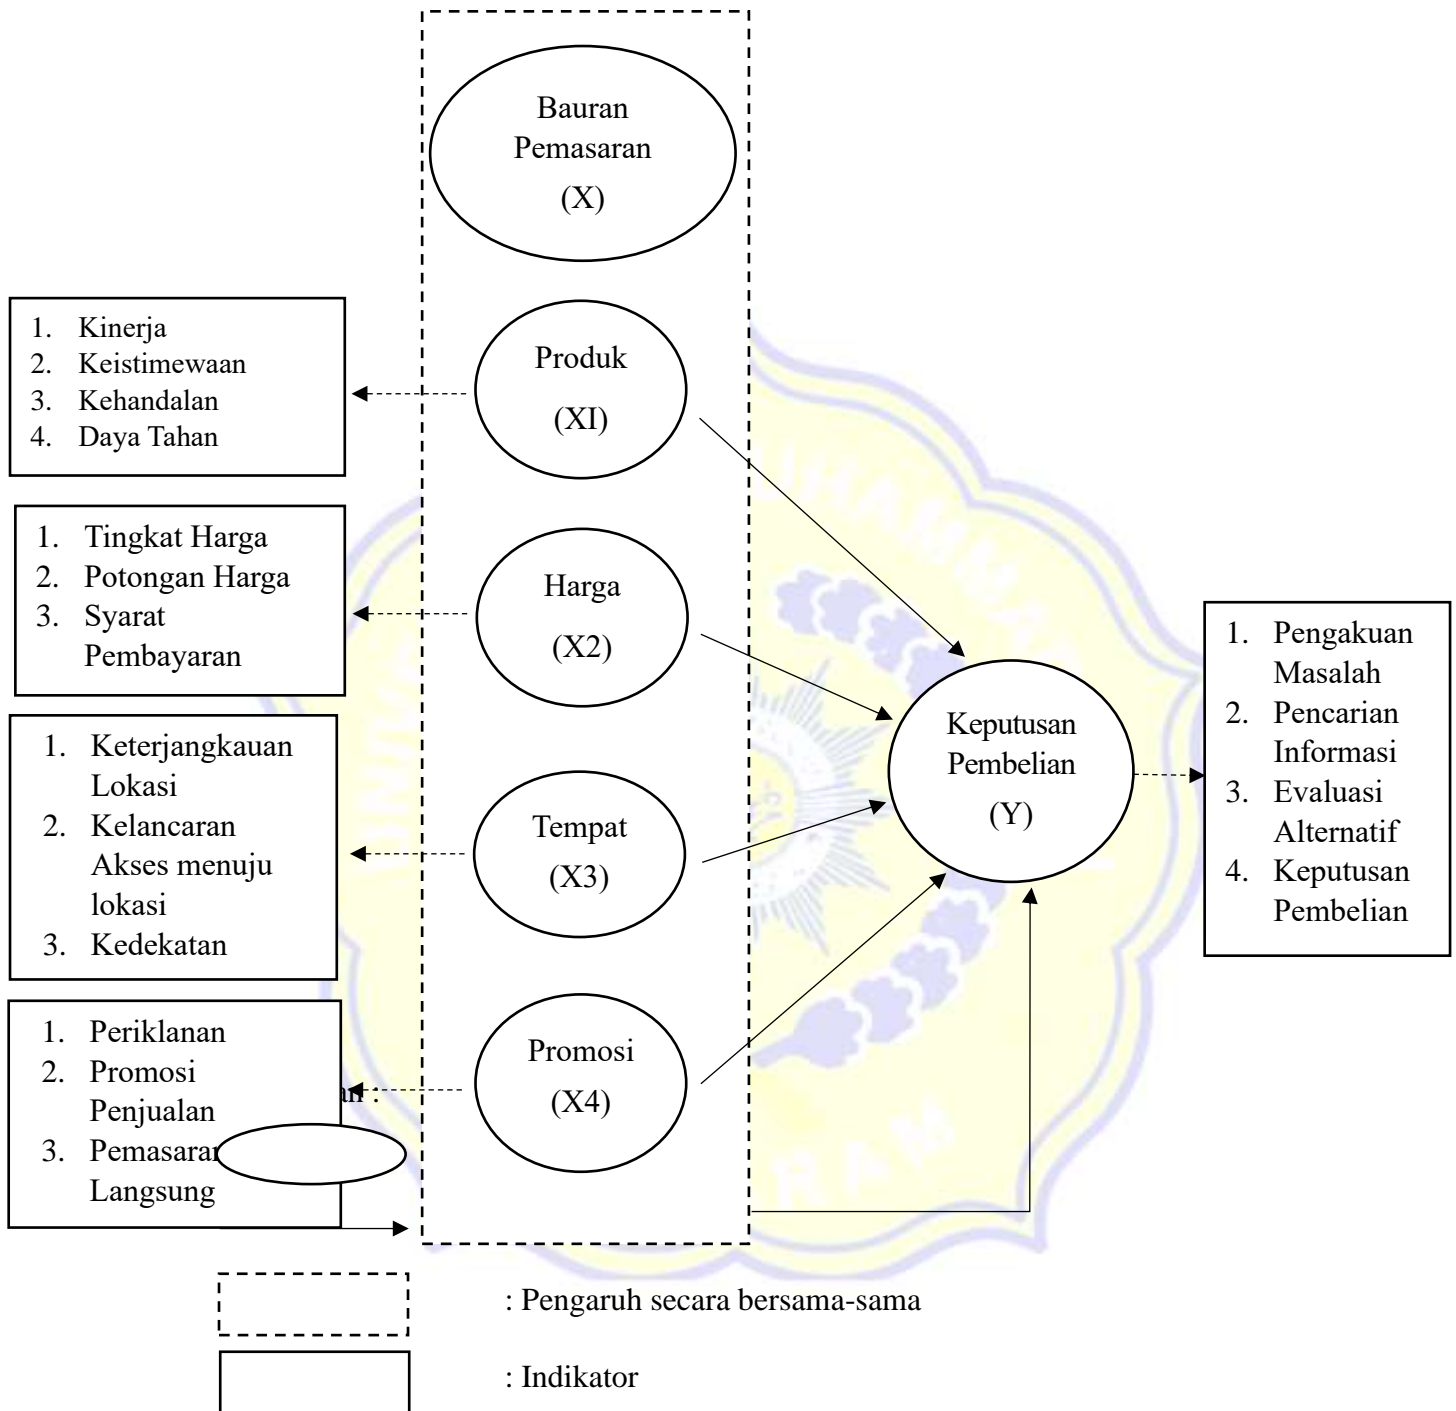 Bauran
Pemasaran
(X)
1. Kinerja
2. Keistimewaan
3. Kehandalan
4. Daya Tahan
Produk
(XI)
1. Tingkat Harga
2. Potongan Harga
3. Syarat
Pembayaran
Harga
(X2)
1. Keterjangkauan
Lokasi
2. Kelancaran
Akses menuju
lokasi
3. Kedekatan
Tempat
(X3)
1. Periklanan
2. Promosi
Penjualan
3. Pemasaran
Langsung
Promosi
(X4)
Keputusan
Pembelian
(Y)
1. Pengakuan
Masalah
2. Pencarian
Informasi
3. Evaluasi
Alternatif
4. Keputusan
Pembelian
: Pengaruh secara bersama-sama
: Indikator